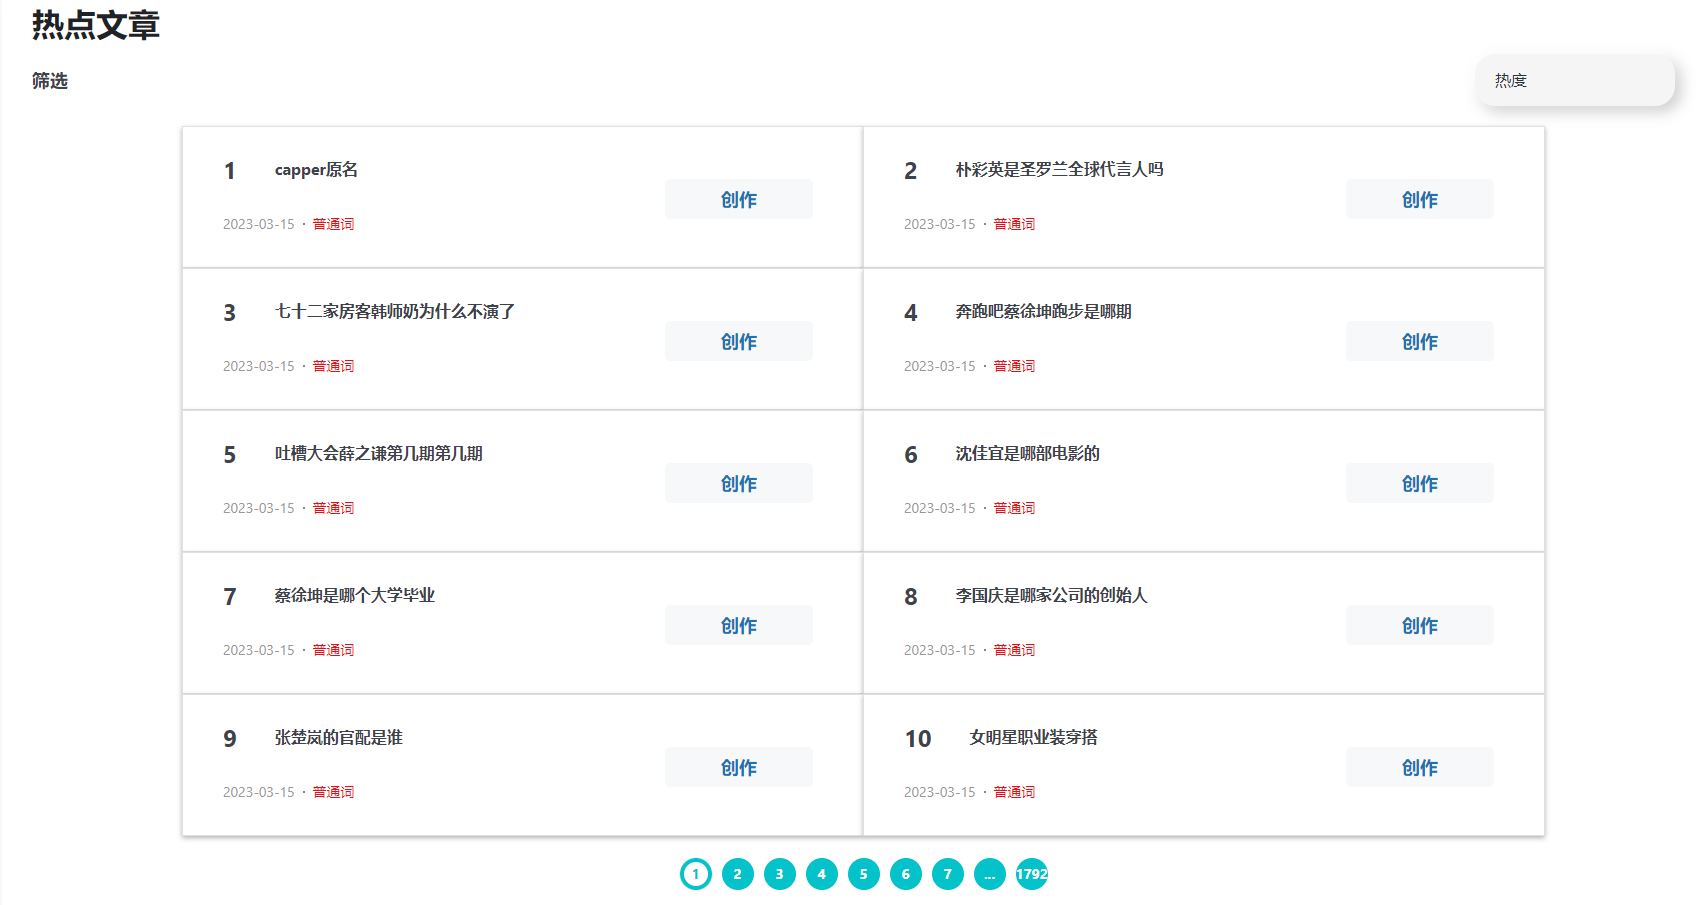 热点文章
筛选
热度
1 capper原名
创作
2023-03-15 · 普通词
2 朴彩英是圣罗兰全球代言人吗
创作
2023-03-15 · 普通词
3 七十二家房客韩师奶为什么不演了
创作
2023-03-15 · 普通词
4 奔跑吧蔡徐坤跑步是哪期
创作
2023-03-15 · 普通词
5 吐槽大会薛之谦第几期第几期
创作
2023-03-15 · 普通词
6 沈佳宜是哪部电影的
创作
2023-03-15 · 普通词
7 蔡徐坤是哪个大学毕业
创作
2023-03-15 · 普通词
8 李国庆是哪家公司的创始人
创作
2023-03-15 · 普通词
9 张楚岚的官配是谁
创作
2023-03-15 · 普通词
10 女明星职业装穿搭
创作
2023-03-15 · 普通词
1 2 3 4 5 6 7 ... 1792